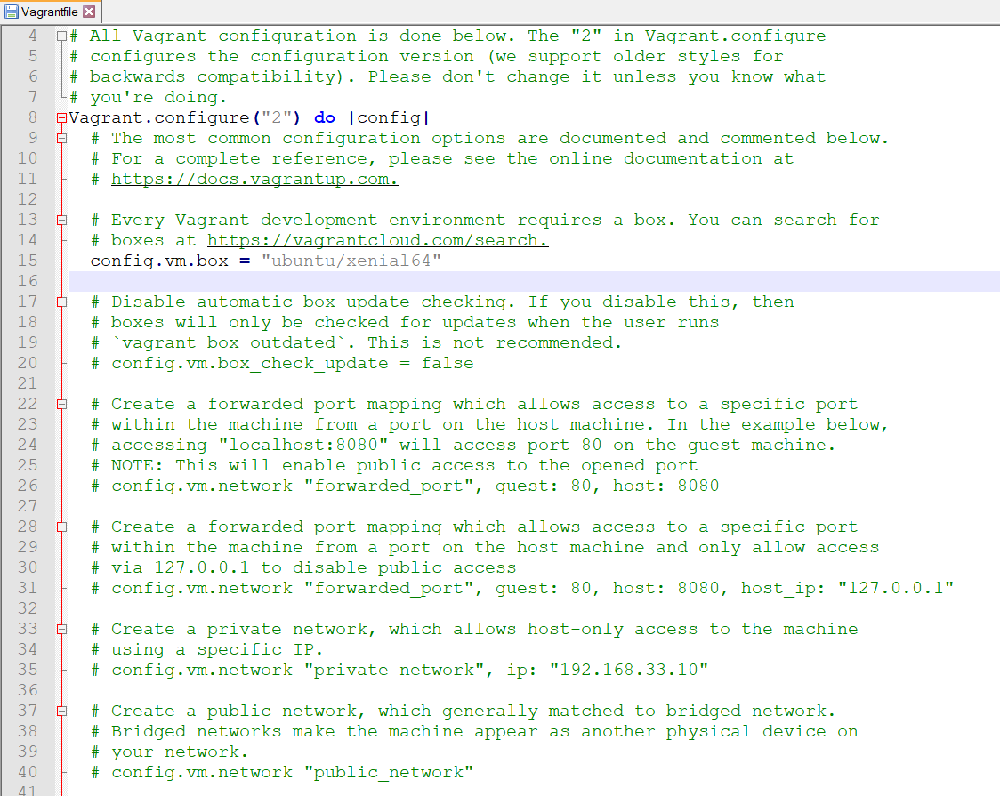 Vagrantfile
4 # All Vagrant configuration is done below. The "2" in Vagrant.configure
5 # configures the configuration version (we support older styles for
6 # backwards compatibility). Please don't change it unless you know what
7 # you're doing.
8 Vagrant.configure("2") do |config|
9 # The most common configuration options are documented and commented below.
10 # For a complete reference, please see the online documentation at
11 # https://docs.vagrantup.com.
12
13 # Every Vagrant development environment requires a box. You can search for
14 # boxes at https://vagrantcloud.com/search.
15 config.vm.box = "ubuntu/xenial64"
16
17 # Disable automatic box update checking. If you disable this, then
18 # boxes will only be checked for updates when the user runs
19 # `vagrant box outdated`. This is not recommended.
20 # config.vm.box_check_update = false
21
22 # Create a forwarded port mapping which allows access to a specific port
23 # within the machine from a port on the host machine. In the example below,
24 # accessing "localhost:8080" will access port 80 on the guest machine.
25 # NOTE: This will enable public access to the opened port
26 # config.vm.network "forwarded_port", guest: 80, host: 8080
27
28 # Create a forwarded port mapping which allows access to a specific port
29 # within the machine from a port on the host machine and only allow access
30 # via 127.0.0.1 to disable public access
31 # config.vm.network "forwarded_port", guest: 80, host: 8080, host_ip: "127.0.0.1"
32
33 # Create a private network, which allows host-only access to the machine
34 # using a specific IP.
35 # config.vm.network "private_network", ip: "192.168.33.10"
36
37 # Create a public network, which generally matched to bridged network.
38 # Bridged networks make the machine appear as another physical device on
39 # your network.
40 # config.vm.network "public_network"
41